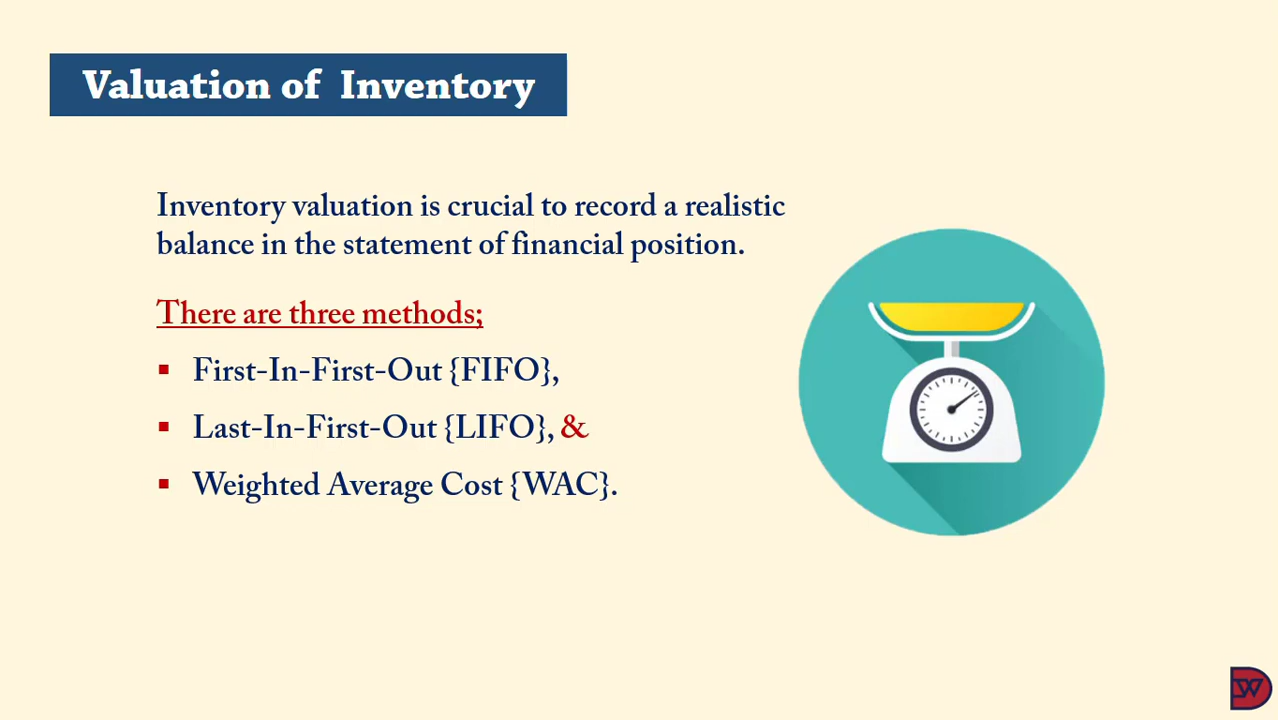 Valuation of Inventory
Inventory valuation is crucial to record a realistic
balance in the statement of financial position.
There are three methods;
▪ First-In-First-Out {FIFO},
▪ Last-In-First-Out {LIFO}, &
▪ Weighted Average Cost {WAC}.
DW